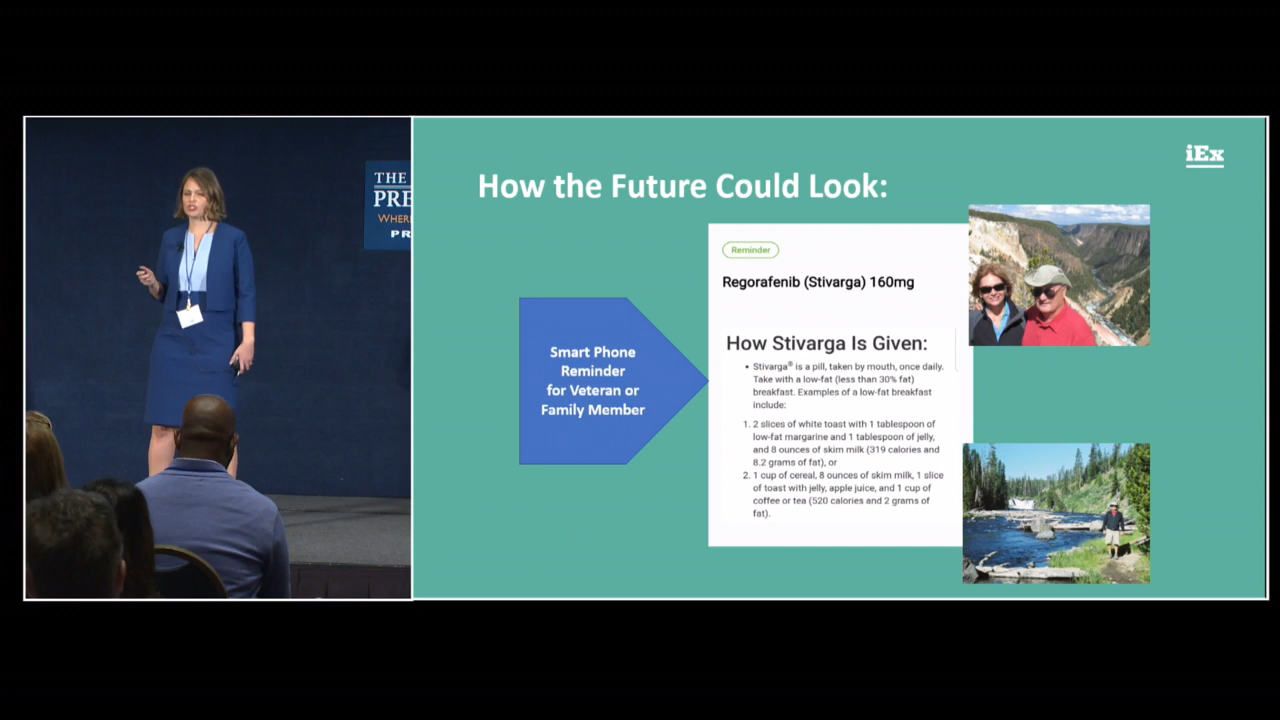 THE
PRE
WHER
PR
iEx
How the Future Could Look:
Smart Phone
Reminder
for Veteran or
Family Member
Reminder
Regorafenib (Stivarga) 160mg
How Stivarga Is Given:
• Stivarga® is a pill, taken by mouth, once daily.
Take with a low-fat (less than 30% fat)
breakfast. Examples of a low-fat breakfast
include:
1. 2 slices of white toast with 1 tablespoon of
low-fat margarine and 1 tablespoon of jelly,
and 8 ounces of skim milk (319 calories and
8.2 grams of fat), or
2. 1 cup of cereal, 8 ounces of skim milk, 1 slice
of toast with jelly, apple juice, and 1 cup of
coffee or tea (520 calories and 2 grams of
fat).